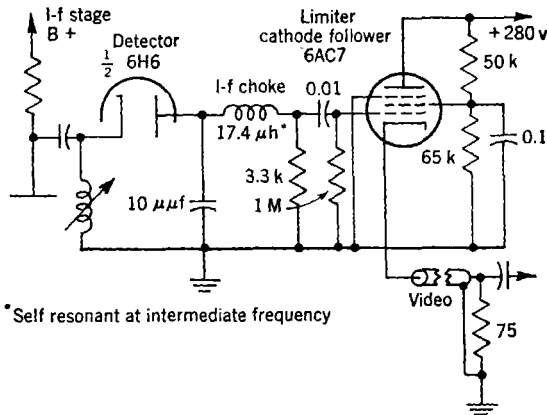 I-f stage
B +
Detector
½ 6H6
Limiter
cathode follower
6AC7
+280 v
50 k
I-f choke
0.01
17.4 μh*
65 k
0.1
3.3 k
1 M
10 μμf
Video
75
*Self resonant at intermediate frequency